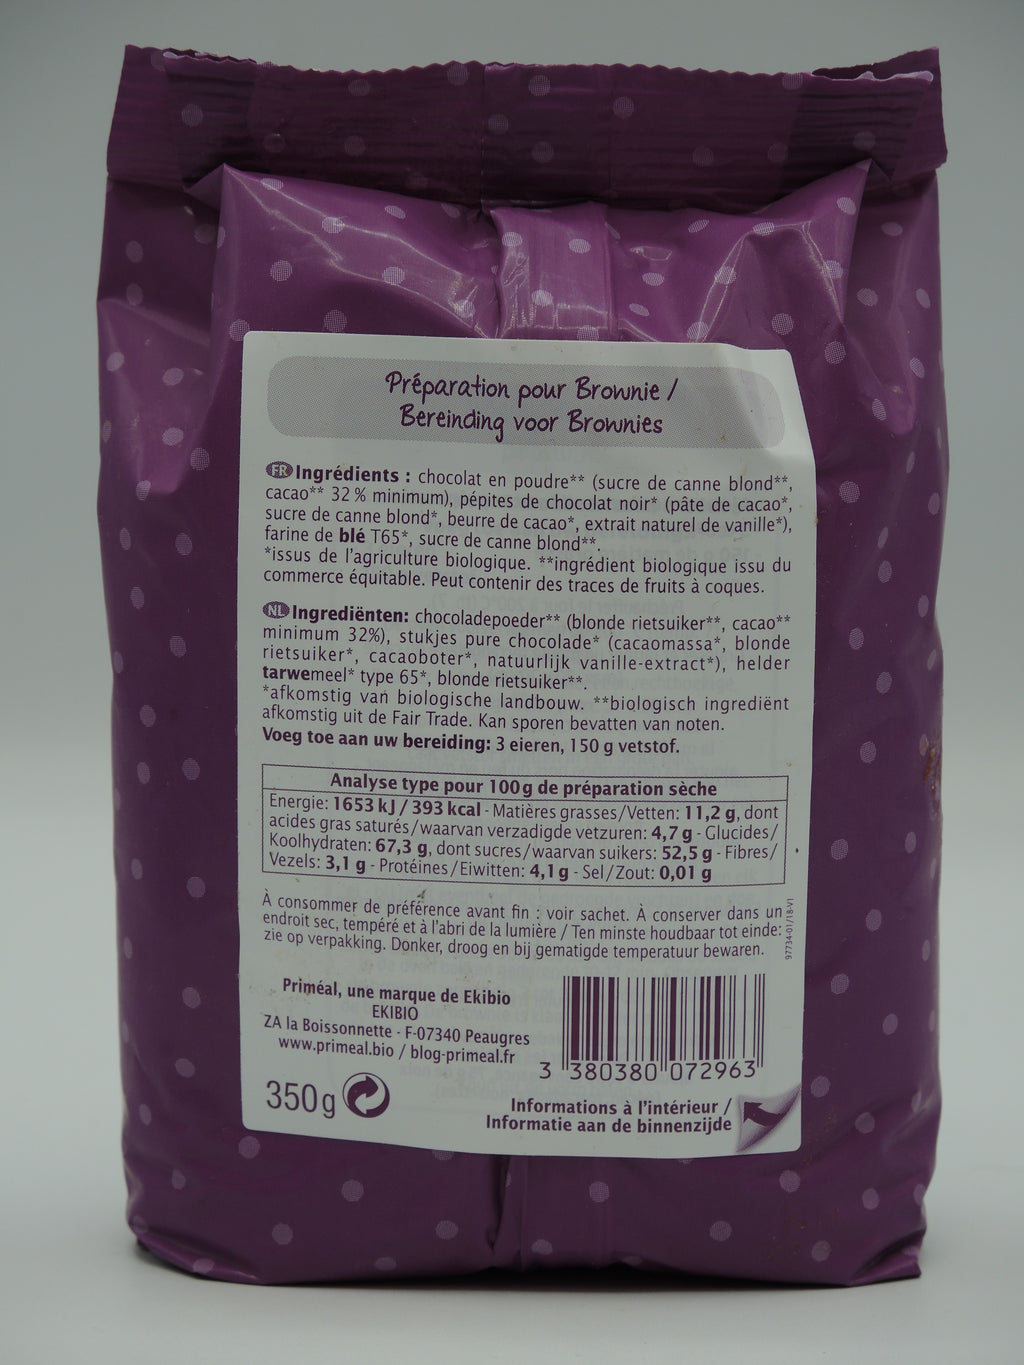 Préparation pour Brownie /
Bereinding voor Brownies
FR Ingrédients : chocolat en poudre** (sucre de canne blond**,
cacao** 32 % minimum), pépites de chocolat noir* (pâte de cacao*,
sucre de canne blond*, beurre de cacao*, extrait naturel de vanille*),
farine de blé T65*, sucre de canne blond**.
*issus de l'agriculture biologique. **ingrédient biologique issu du
commerce équitable. Peut contenir des traces de fruits à coques.
NL Ingrediënten: chocoladepoeder** (blonde rietsuiker**, cacao**
minimum 32%), stukjes pure chocolade* (cacaomassa*, blonde
rietsuiker*, cacaoboter*, natuurlijk vanille-extract*), helder
tarwemeel* type 65*, blonde rietsuiker**.
*afkomstig van biologische landbouw. **biologisch ingrediënt
afkomstig uit de Fair Trade. Kan sporen bevatten van noten.
Voeg toe aan uw bereiding: 3 eieren, 150 g vetstof.
Analyse type pour 100g de préparation sèche
Energie: 1653 kJ / 393 kcal - Matières grasses/Vetten: 11,2 g, dont
acides gras saturés/waarvan verzadigde vetzuren: 4,7 g - Glucides/
Koolhydraten: 67,3 g, dont sucres/waarvan suikers: 52,5 g - Fibres/
Vezels: 3,1 g - Protéines/Eiwitten: 4,1 g - Sel/Zout: 0,01 g
À consommer de préférence avant fin : voir sachet. À conserver dans un
endroit sec, tempéré et à l'abri de la lumière / Ten minste houdbaar tot einde:
zie op verpakking. Donker, droog en bij gematigde temperatuur bewaren.
97734-01/18-V1
Priméal, une marque de Ekibio
EKIBIO
ZA la Boissonnette - F-07340 Peaugres
www.primeal.bio / blog-primeal.fr
3 380380 072963
350g
Informations à l'intérieur /
Informatie aan de binnenzijde